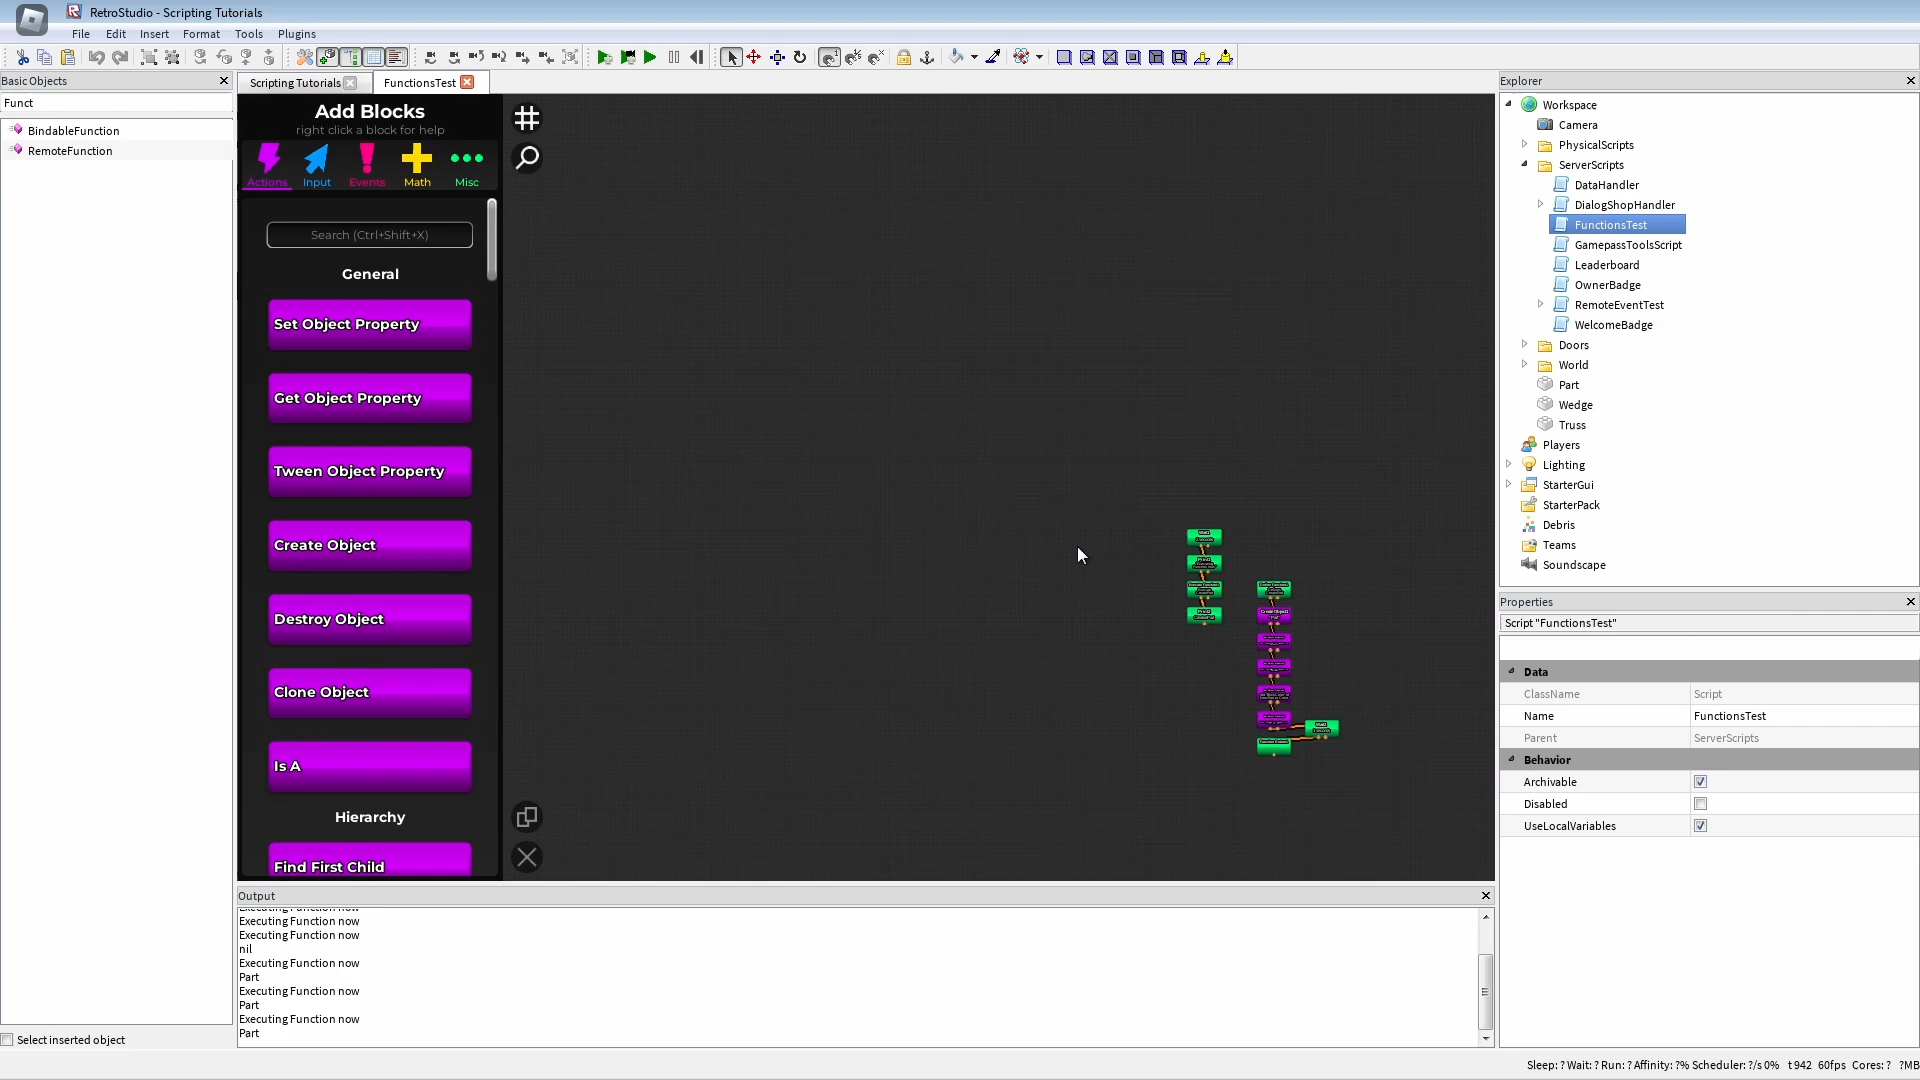 RetroStudio - Scripting Tutorials
File Edit Insert Format Tools Plugins
Basic Objects
Funct
BindableFunction
RemoteFunction
Select inserted object
Scripting Tutorials
FunctionsTest
Add Blocks
right click a block for help
Actions Input Events Math Misc
Search (Ctrl+Shift+X)
General
Set Object Property
Get Object Property
Tween Object Property
Create Object
Destroy Object
Clone Object
Is A
Hierarchy
Find First Child
Output
Executing Function now
Executing Function now
Executing Function now
nil
Executing Function now
Part
Executing Function now
Part
Executing Function now
Part
Explorer
Workspace
Camera
PhysicalScripts
ServerScripts
DataHandler
DialogShopHandler
FunctionsTest
GamepassToolsScript
Leaderboard
OwnerBadge
RemoteEventTest
WelcomeBadge
Doors
World
Part
Wedge
Truss
Players
Lighting
StarterGui
StarterPack
Debris
Teams
Soundscape
Properties
Script "FunctionsTest"
Data
ClassName Script
Name FunctionsTest
Parent ServerScripts
Behavior
Archivable
Disabled
UseLocalVariables
Sleep: ? Wait: ? Run: ? Affinity: ?% Scheduler: ?/s 0% t 942 60fps Cores: ? ?MB